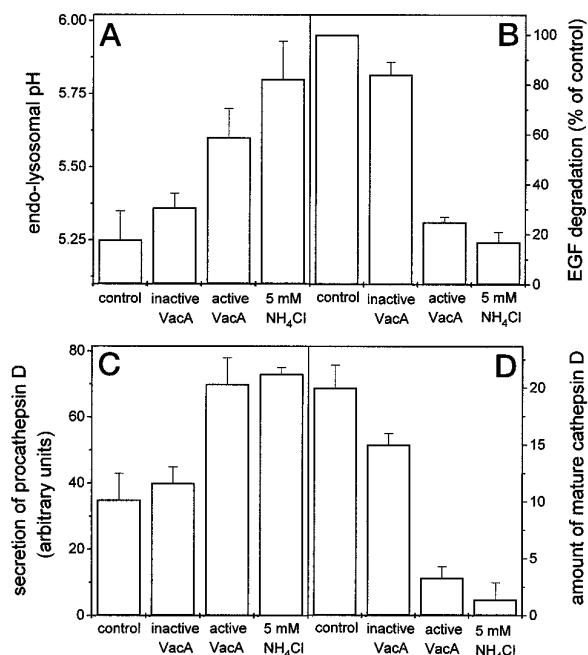 A
B
6.00
5.75
5.50
5.25
endo-lysosomal pH
100
80
60
40
20
0
EGF degradation (% of control)
control
inactive VacA
active VacA
5 mM NH₄Cl
control
inactive VacA
active VacA
5 mM NH₄Cl
C
D
80
60
40
20
0
secretion of procathepsin D
(arbitrary units)
20
15
10
5
0
amount of mature cathepsin D
control
inactive VacA
active VacA
5 mM NH₄Cl
control
inactive VacA
active VacA
5 mM NH₄Cl